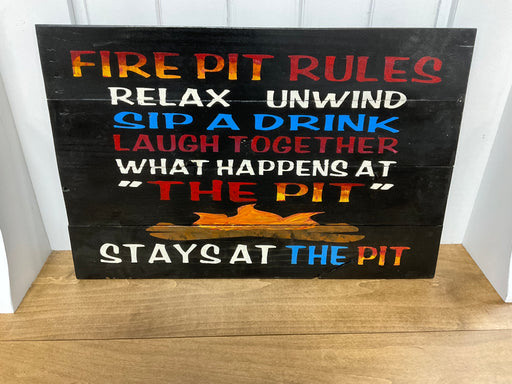 FIRE PIT RULES
RELAX UNWIND
SIP A DRINK
LAUGH TOGETHER
WHAT HAPPENS AT
"THE PIT"
STAYS AT THE PIT